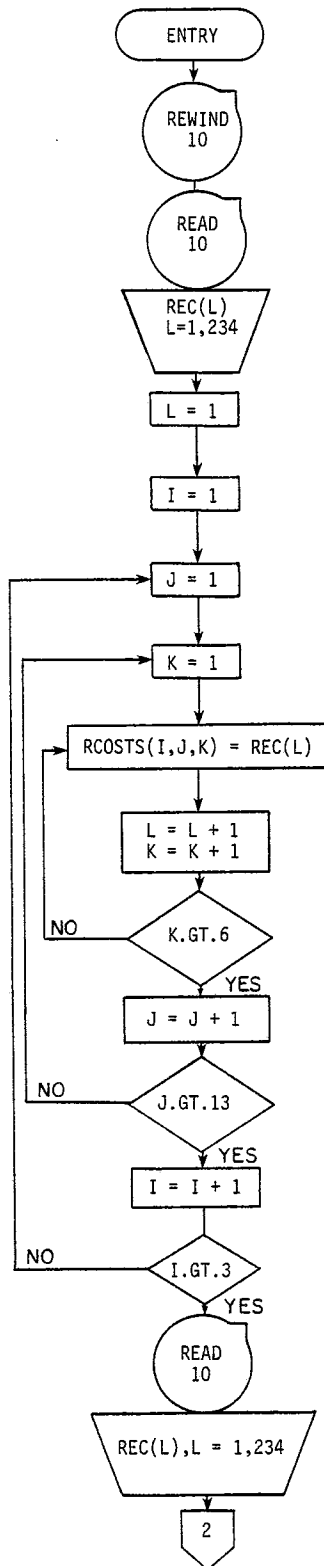 ENTRY
REWIND
10
READ
10
REC(L)
L=1,234
L = 1
I = 1
J = 1
K = 1
RCOSTS(I,J,K) = REC(L)
L = L + 1
K = K + 1
NO
K.GT.6
YES
J = J + 1
NO
J.GT.13
YES
I = I + 1
NO
I.GT.3
YES
READ
10
REC(L),L = 1,234
2